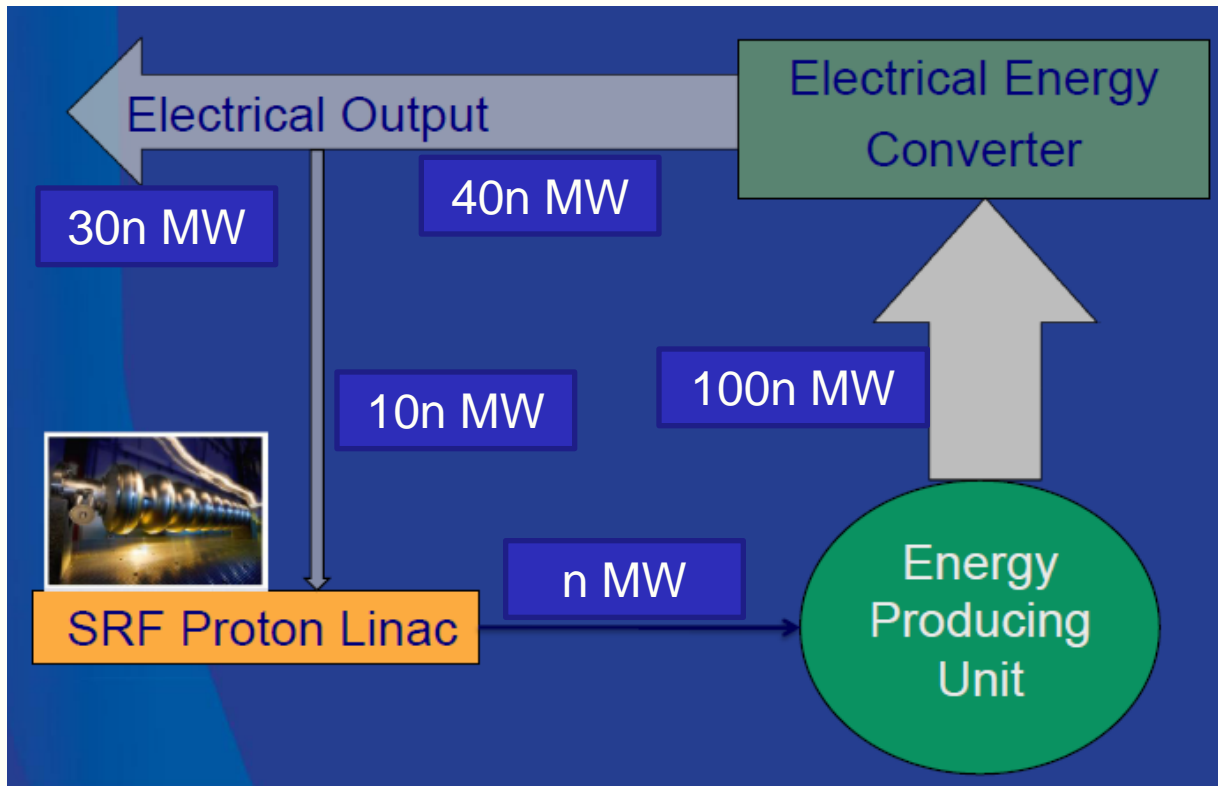 Electrical Energy
Converter
Electrical Output
40n MW
30n MW
10n MW
100n MW
n MW
SRF Proton Linac
Energy
Producing
Unit